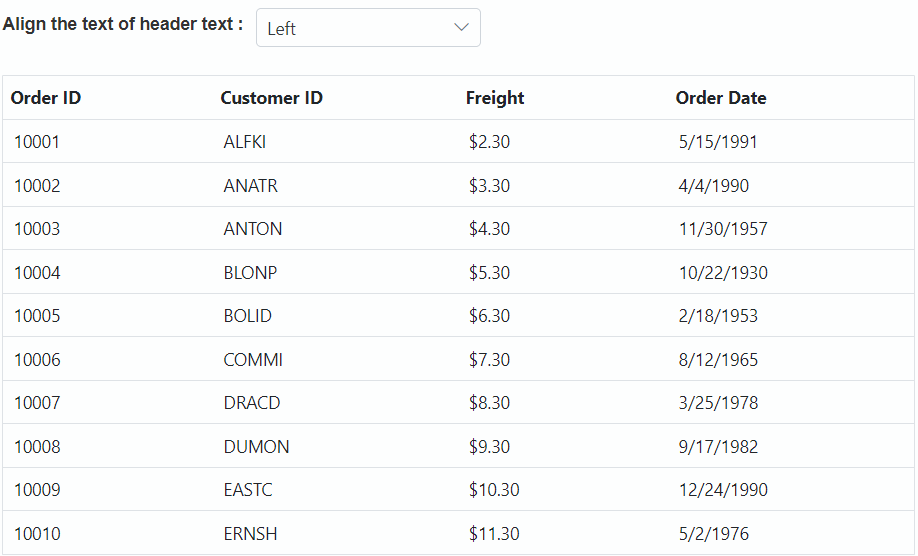 Align the text of header text : Left
Order ID Customer ID Freight Order Date
10001 ALFKI $2.30 5/15/1991
10002 ANATR $3.30 4/4/1990
10003 ANTON $4.30 11/30/1957
10004 BLONP $5.30 10/22/1930
10005 BOLID $6.30 2/18/1953
10006 COMMI $7.30 8/12/1965
10007 DRACD $8.30 3/25/1978
10008 DUMON $9.30 9/17/1982
10009 EASTC $10.30 12/24/1990
10010 ERNSH $11.30 5/2/1976